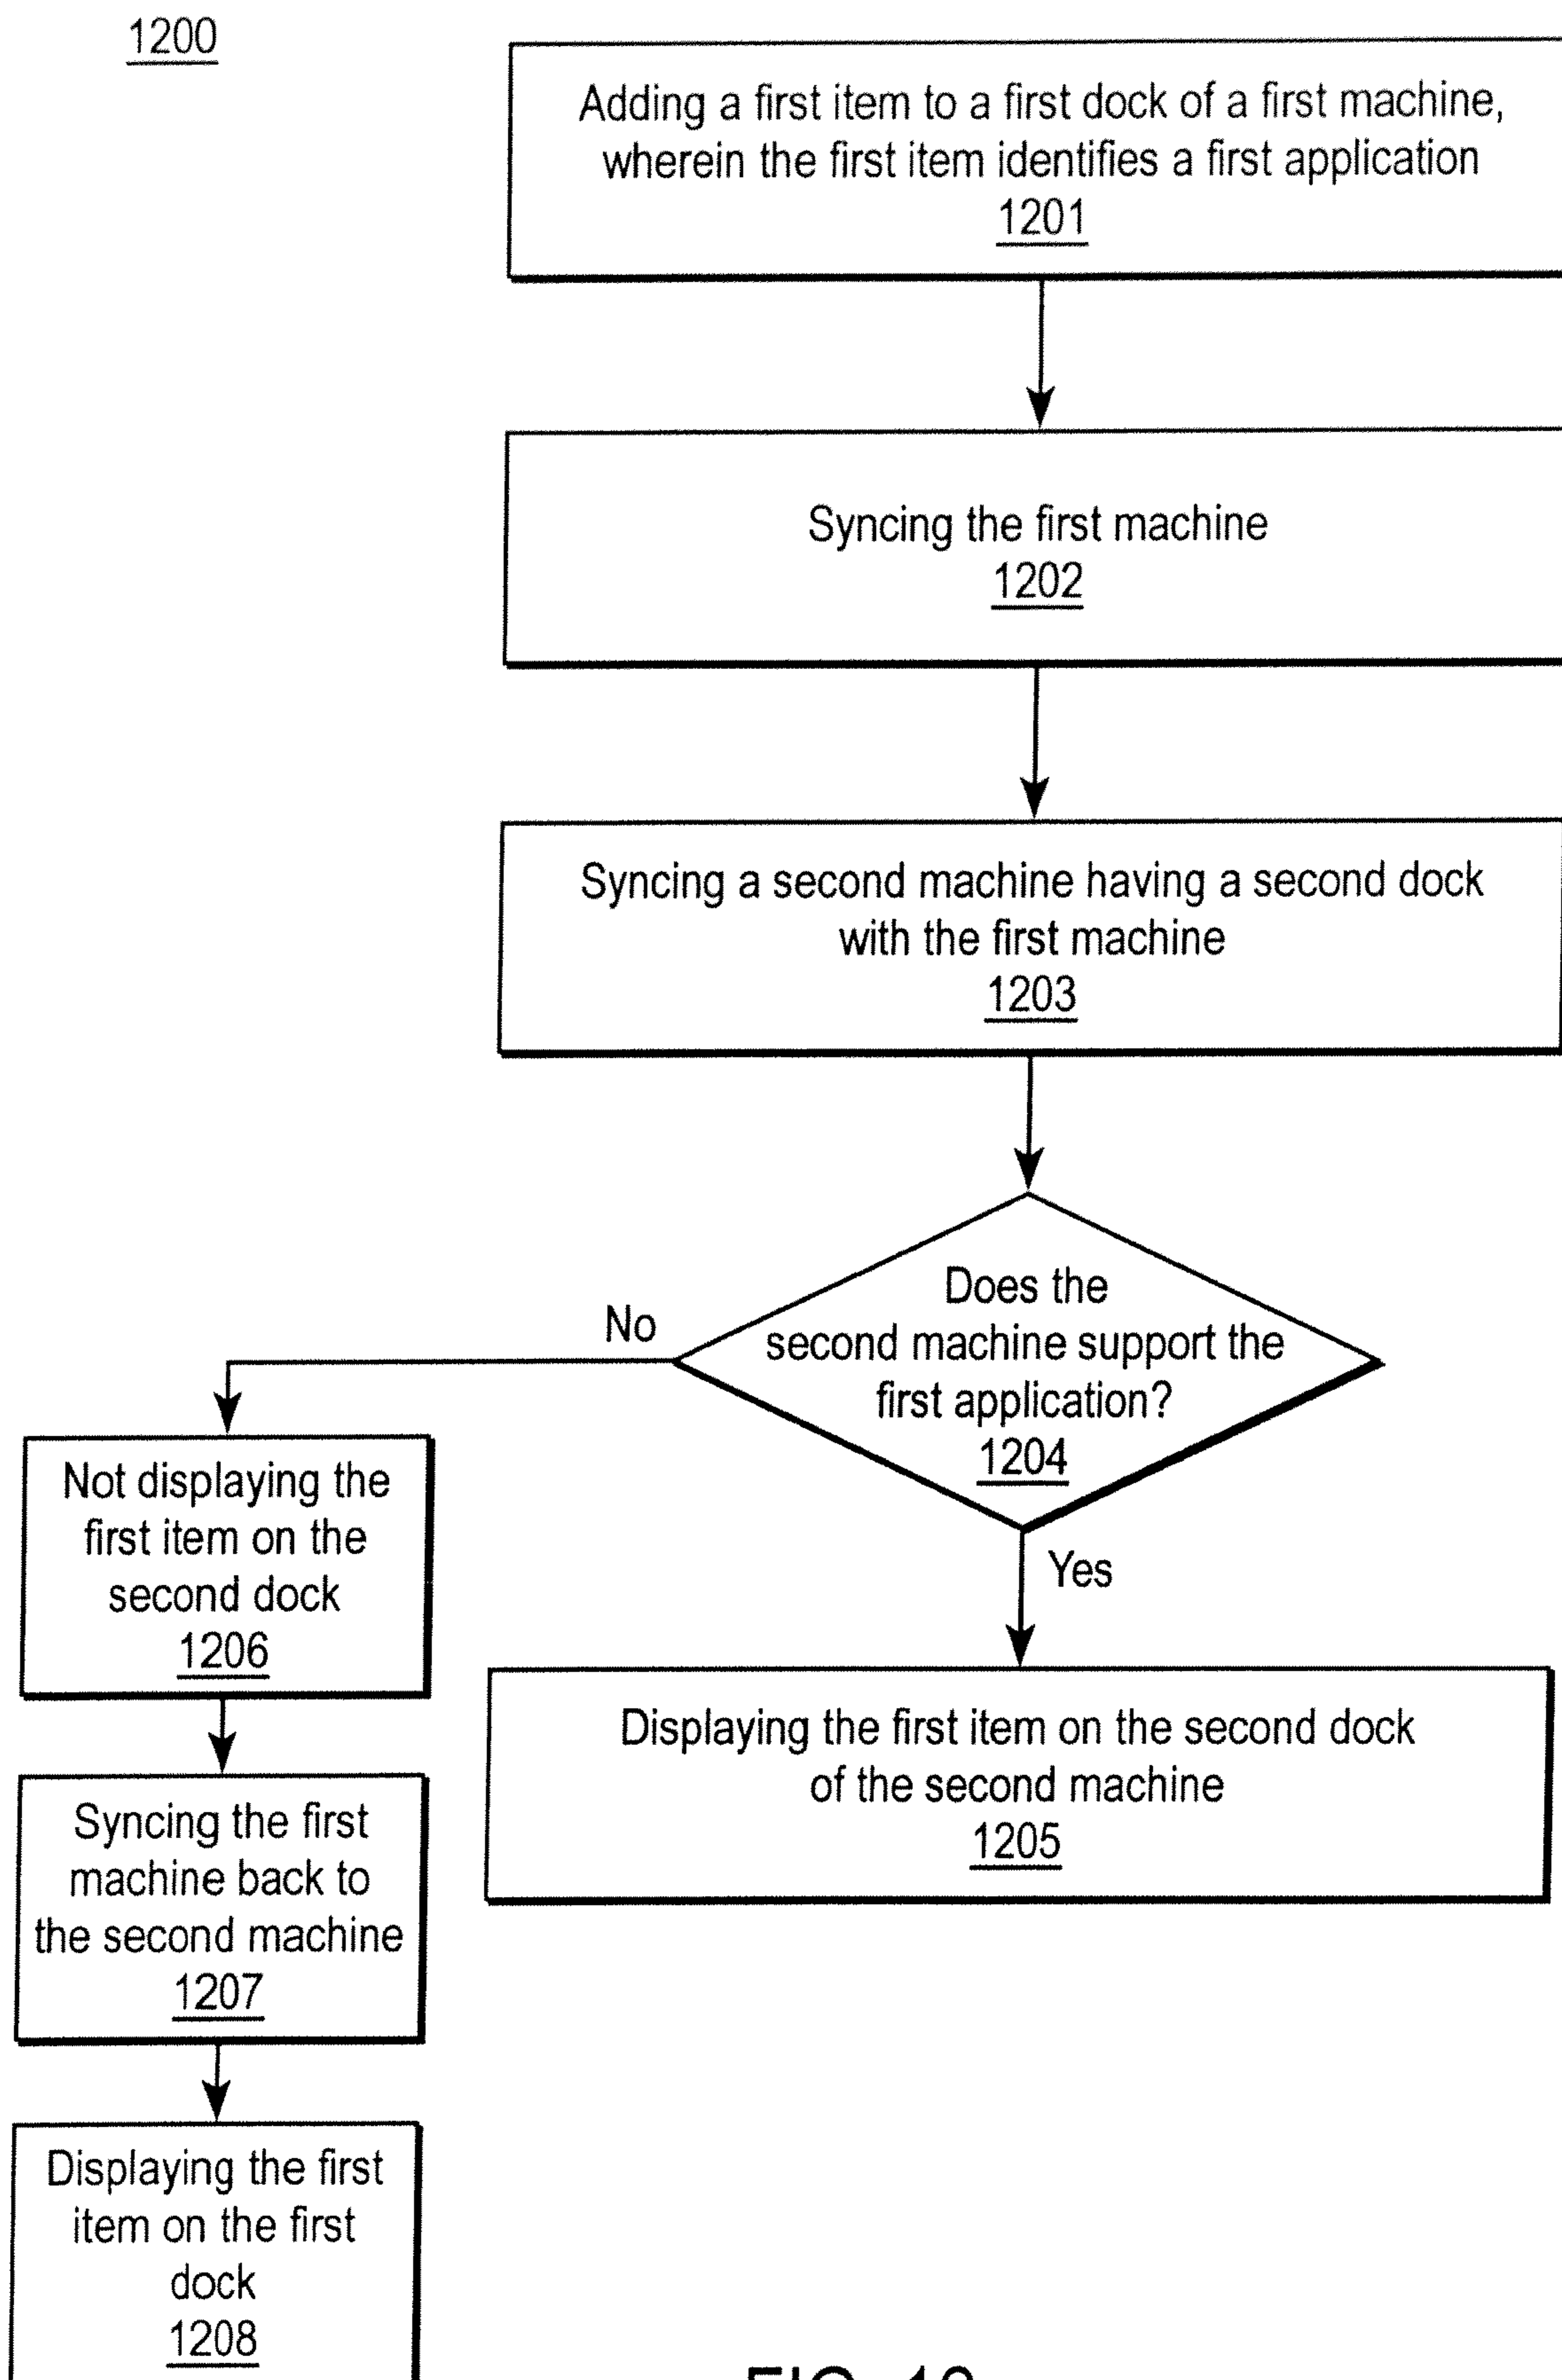 1200
Adding a first item to a first dock of a first machine,
wherein the first item identifies a first application
1201
Syncing the first machine
1202
Syncing a second machine having a second dock
with the first machine
1203
Does the
second machine support the
first application?
1204
No
Yes
Not displaying the
first item on the
second dock
1206
Displaying the first item on the second dock
of the second machine
1205
Syncing the first
machine back to
the second machine
1207
Displaying the first
item on the first
dock
1208